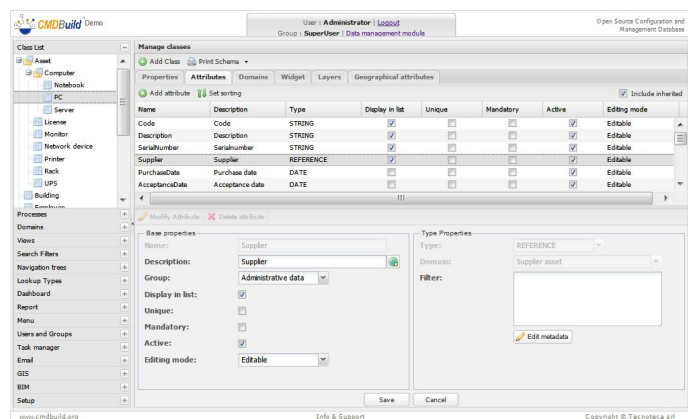 CMDBuild Demo
User : Administrator | Logout
Group : SuperUser | Data management module
Open Source Configuration and
Management Database
Class List
Asset
Computer
Notebook
PC
Server
License
Monitor
Network device
Printer
Rack
UPS
Building
Employee
Processes
Domains
Views
Search Filters
Navigation trees
Lookup Types
Dashboard
Report
Menu
Users and Groups
Task manager
Email
GIS
BIM
Setup
Manage classes
Add Class Print Schema
Properties Attributes Domains Widget Layers Geographical attributes
Add attribute Set sorting Include inherited
Name Description Type Display in list Unique Mandatory Active Editing mode
Code Code STRING Editable
Description Description STRING Editable
SerialNumber Serialnumber STRING Editable
Supplier Supplier REFERENCE Editable
PurchaseDate Purchase date DATE Editable
AcceptanceDate Acceptance date DATE Editable
Modify Attribute Delete attribute
Base properties
Name: Supplier
Description: Supplier
Group: Administrative data
Display in list:
Unique:
Mandatory:
Active:
Editing mode: Editable
Type Properties
Type: REFERENCE
Domain: Supplier asset
Filter:
Edit metadata
Save Cancel
www.cmdbuild.org Info & Support Copyright © Tecnoteca srl